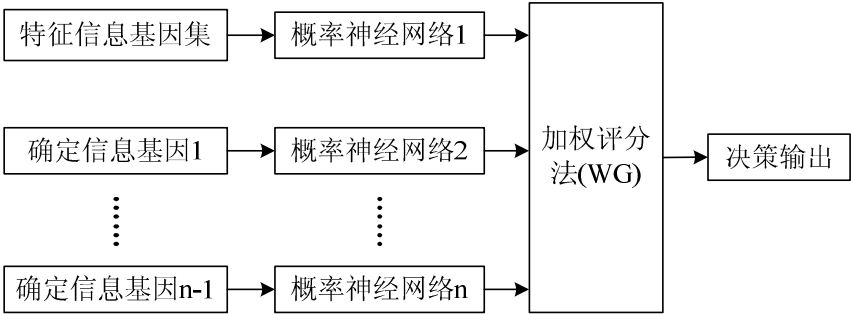 特征信息基因集
概率神经网络1
确定信息基因1
概率神经网络2
加权评分
法(WG)
决策输出
确定信息基因n-1
概率神经网络n